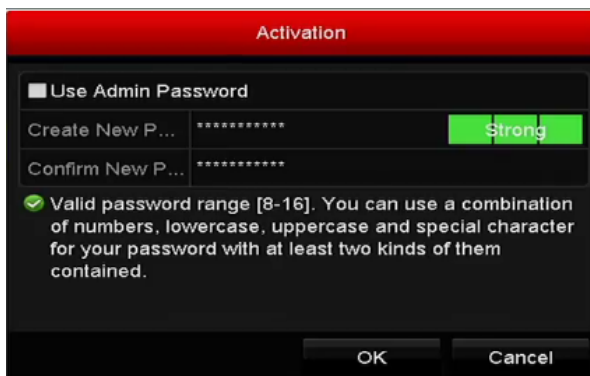 Activation
Use Admin Password
Create New P... *********** Strong
Confirm New P... ***********
Valid password range [8-16]. You can use a combination
of numbers, lowercase, uppercase and special character
for your password with at least two kinds of them
contained.
OK Cancel